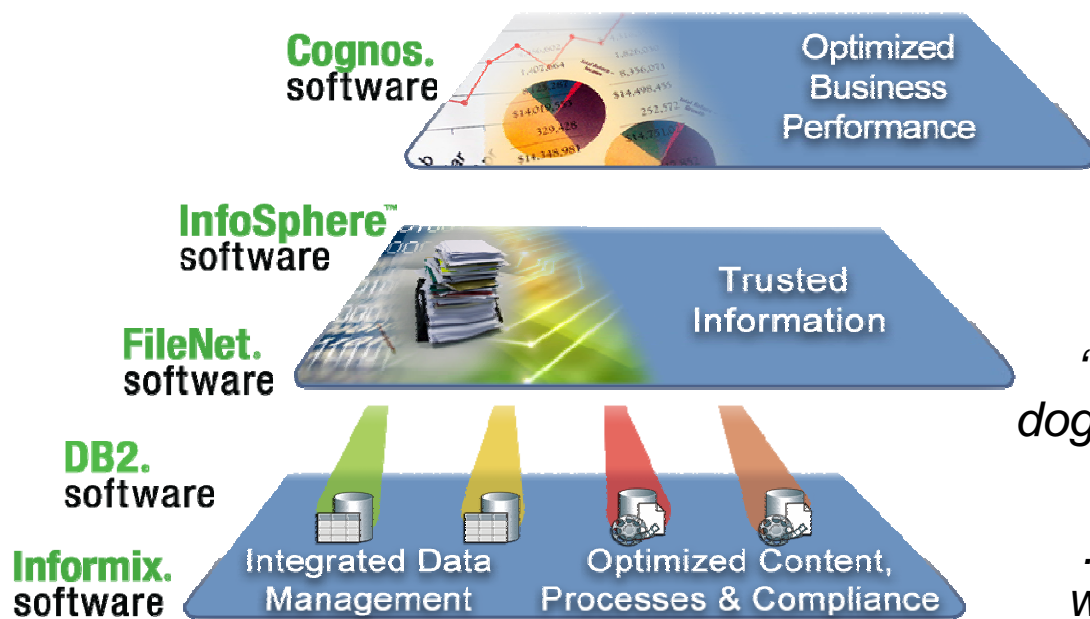 Cognos.
software
Optimized
Business
Performance
InfoSphere™
software
Trusted
Information
FileNet.
software
dog
DB2.
software
Integrated Data
Management
Optimized Content,
Processes & Compliance
Informix.
software